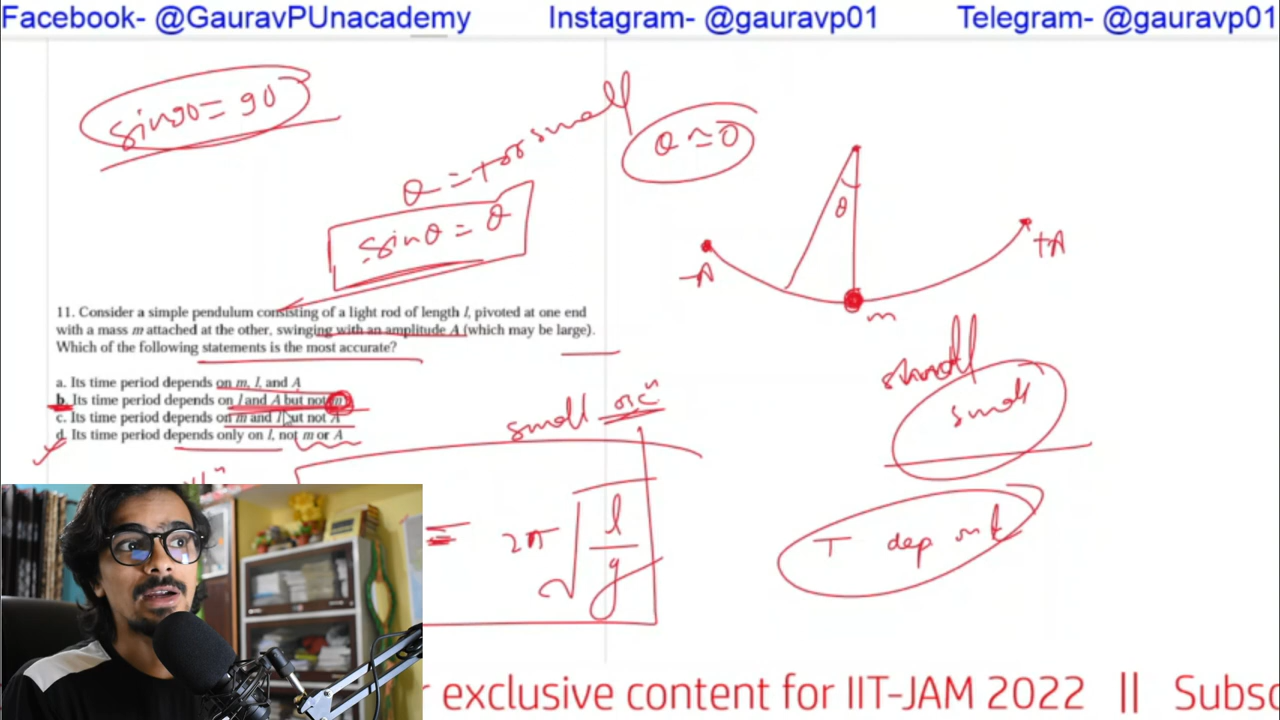 Facebook- @GauravPUnacademy Instagram- @gauravp01 Telegram- @gauravp01
sin90 = 90
θ = for small
sinθ = θ
θ ≃ 0
θ
-A
+A
m
11. Consider a simple pendulum consisting of a light rod of length l, pivoted at one end
with a mass m attached at the other, swinging with an amplitude A (which may be large).
Which of the following statements is the most accurate?
a. Its time period depends on m, l, and A
b. Its time period depends on l and A but not m
c. Its time period depends on m and l but not A
d. Its time period depends only on l, not m or A
small oscⁿ
small
small
= 2π √l/g
T dep
exclusive content for IIT-JAM 2022 || Subsc